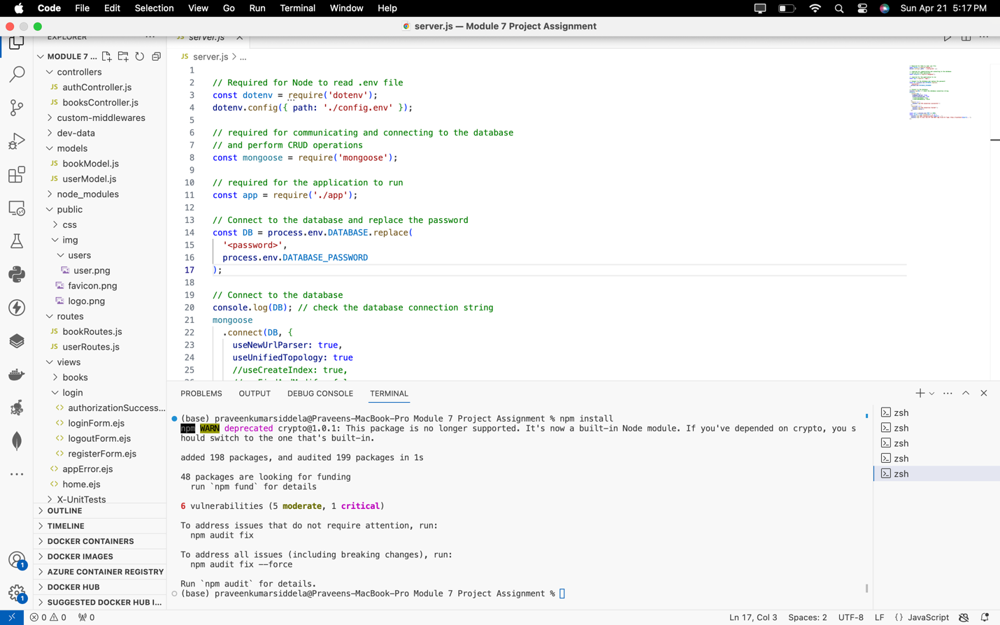 Code File Edit Selection View Go Run Terminal Window Help Sun Apr 21 5:17 PM
server.js — Module 7 Project Assignment
EXPLORER
JS server.js
MODULE 7 ...
JS server.js > ...
controllers
JS authController.js
JS booksController.js
custom-middlewares
dev-data
models
JS bookModel.js
JS userModel.js
node_modules
public
css
img
users
user.png
favicon.png
logo.png
routes
JS bookRoutes.js
JS userRoutes.js
views
books
login
<> authorizationSuccess...
<> loginForm.ejs
<> logoutForm.ejs
<> registerForm.ejs
<> appError.ejs
<> home.ejs
X-UnitTests
OUTLINE
TIMELINE
DOCKER CONTAINERS
DOCKER IMAGES
AZURE CONTAINER REGISTRY
DOCKER HUB
SUGGESTED DOCKER HUB I...
1
1
1
2 // Required for Node to read .env file
3 const dotenv = require('dotenv');
4 dotenv.config({ path: './config.env' });
5
6 // required for communicating and connecting to the database
7 // and perform CRUD operations
8 const mongoose = require('mongoose');
9
10 // required for the application to run
11 const app = require('./app');
12
13 // Connect to the database and replace the password
14 const DB = process.env.DATABASE.replace(
15 '<password>',
16 process.env.DATABASE_PASSWORD
17 );
18
19 // Connect to the database
20 console.log(DB); // check the database connection string
21 mongoose
22 .connect(DB, {
23 useNewUrlParser: true,
24 useUnifiedTopology: true
25 //useCreateIndex: true,
PROBLEMS OUTPUT DEBUG CONSOLE TERMINAL
(base) praveenkumarsiddela@Praveens-MacBook-Pro Module 7 Project Assignment % npm install
npm WARN deprecated crypto@1.0.1: This package is no longer supported. It's now a built-in Node module. If you've depended on crypto, you s
hould switch to the one that's built-in.
added 198 packages, and audited 199 packages in 1s
48 packages are looking for funding
run `npm fund` for details
6 vulnerabilities (5 moderate, 1 critical)
To address issues that do not require attention, run:
npm audit fix
To address all issues (including breaking changes), run:
npm audit fix --force
Run `npm audit` for details.
(base) praveenkumarsiddela@Praveens-MacBook-Pro Module 7 Project Assignment %
zsh
zsh
zsh
zsh
zsh
0 0 0 Ln 17, Col 3 Spaces: 2 UTF-8 LF {} JavaScript